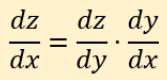 dz/dx = dz/dy · dy/dx